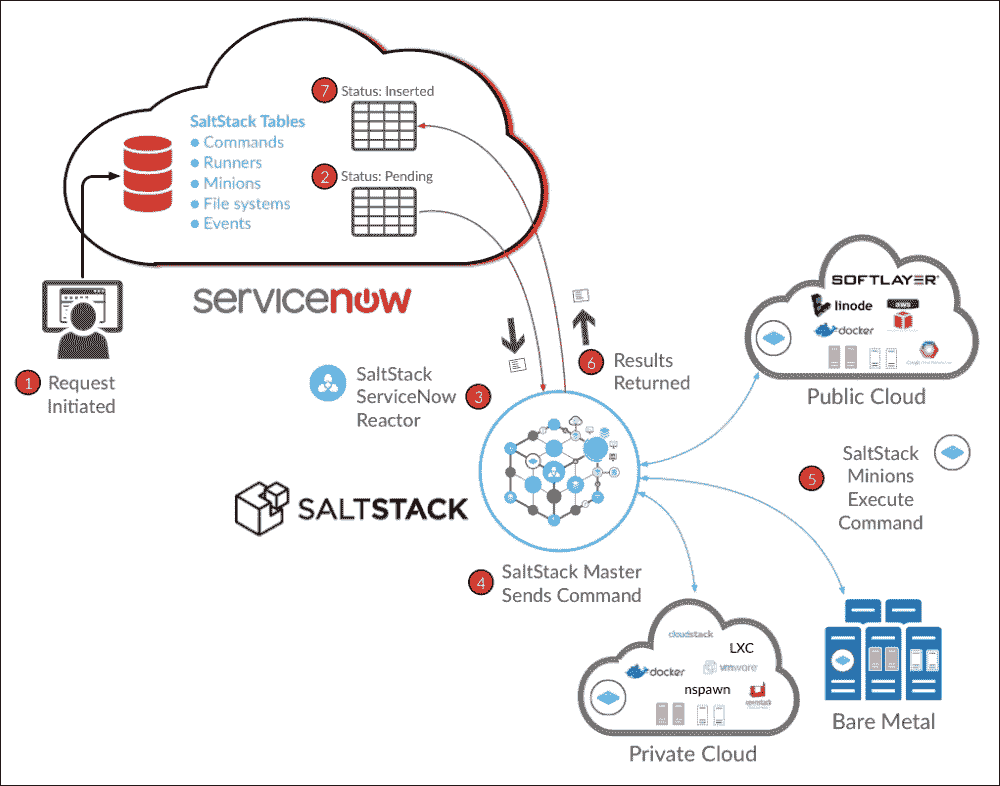 7 Status: Inserted
SaltStack Tables
Commands
Runners
Minions
File systems
Events
2 Status: Pending
servicenow
1 Request
Initiated
SaltStack
ServiceNow
Reactor
3
6 Results
Returned
SALTSTACK
4 SaltStack Master
Sends Command
SOFTLAYER®
linode
aws
docker
Public Cloud
5 SaltStack
Minions
Execute
Command
cloudstack
LXC
docker
vmware
nspawn
openstack
Private Cloud
Bare Metal